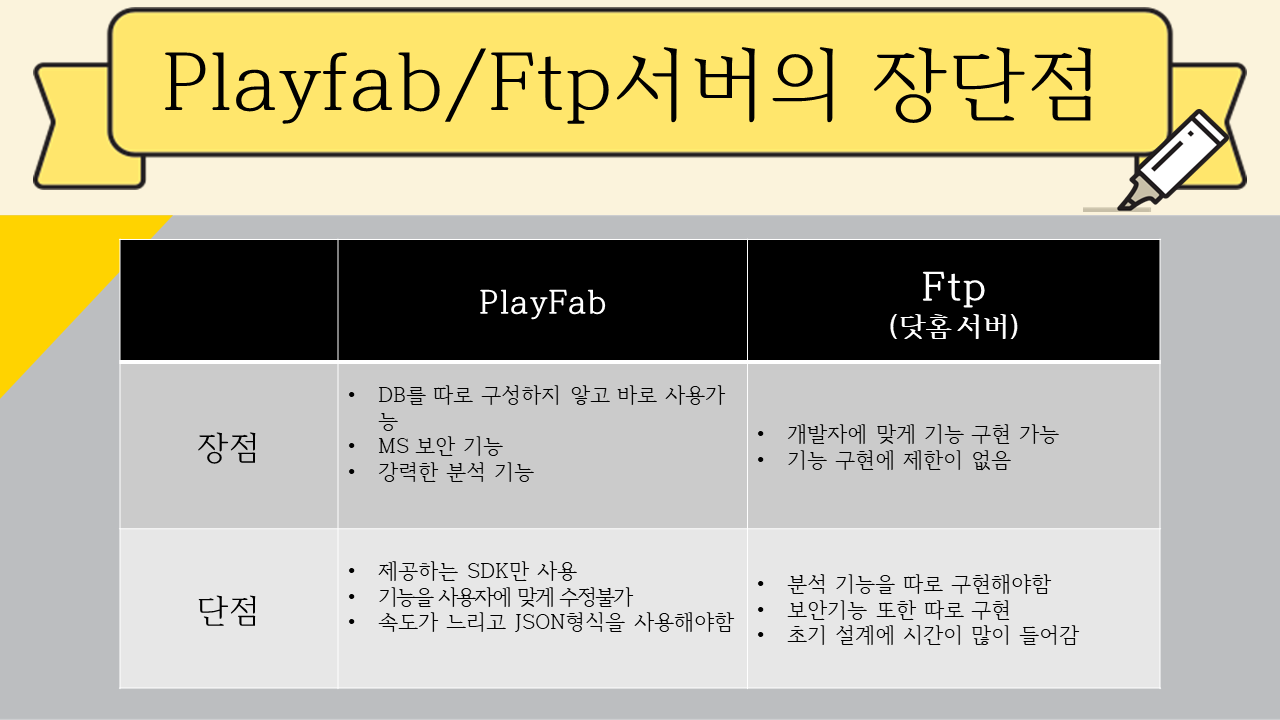 Playfab/Ftp서버의 장단점
PlayFab
Ftp
(닷홈 서버)
장점
• DB를 따로 구성하지 않고 바로 사용가
능
• MS 보안 기능
• 강력한 분석 기능
• 개발자에 맞게 기능 구현 가능
• 기능 구현에 제한이 없음
단점
• 제공하는 SDK만 사용
• 기능을 사용자에 맞게 수정불가
• 속도가 느리고 JSON형식을 사용해야함
• 분석 기능을 따로 구현해야함
• 보안기능 또한 따로 구현
• 초기 설계에 시간이 많이 들어감